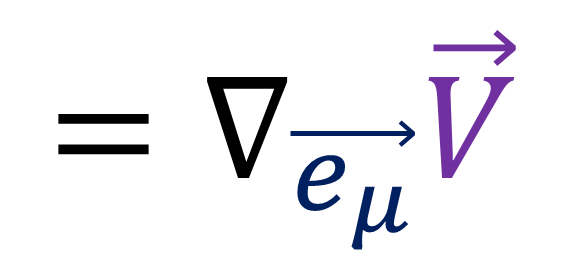 = ∇_{\vec{e_μ}} \vec{V}